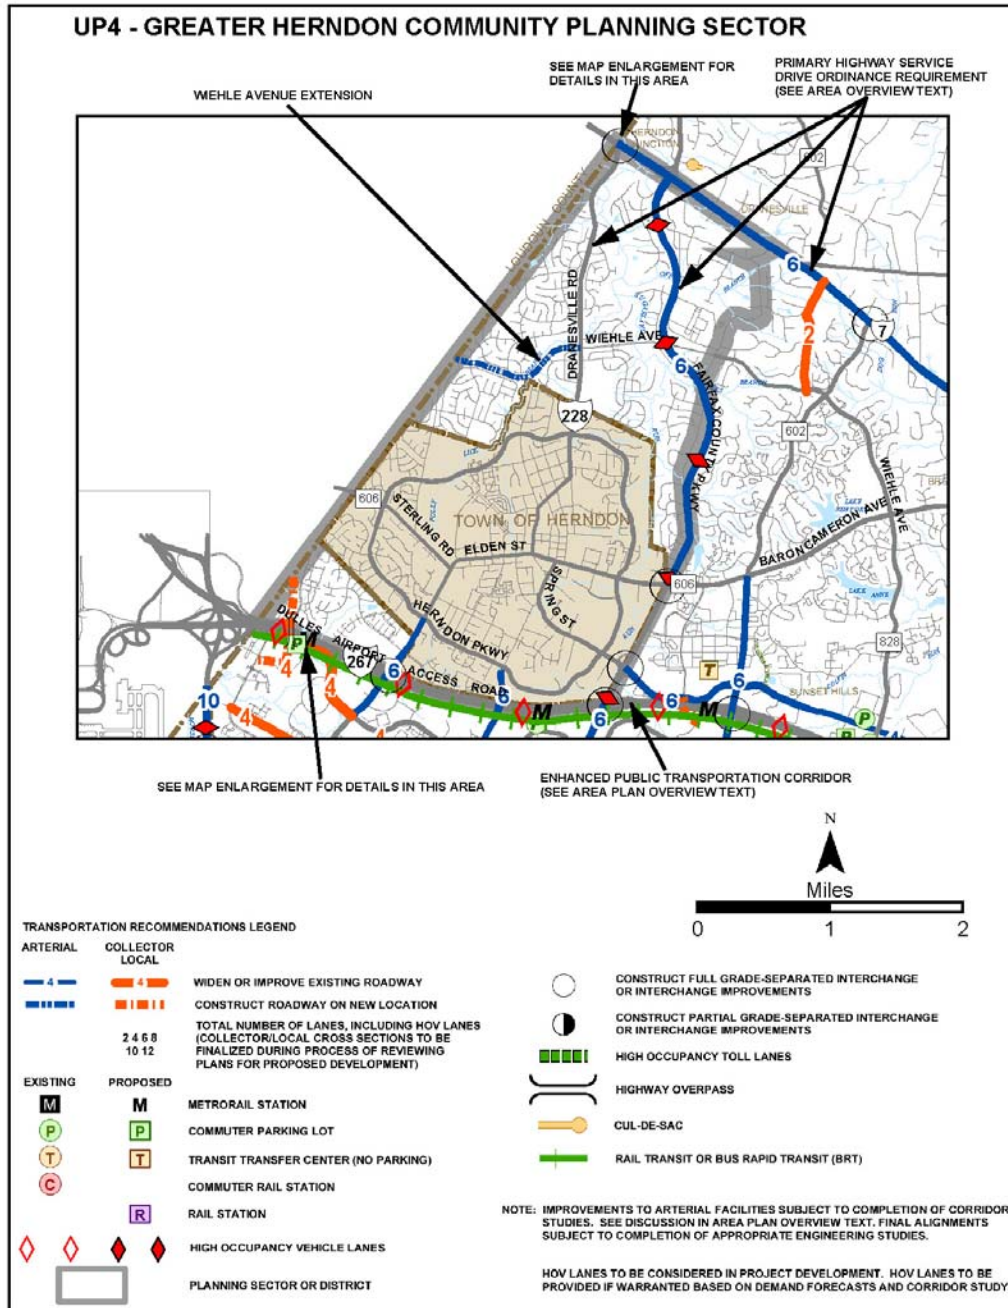 UP4 - GREATER HERNDON COMMUNITY PLANNING SECTOR
SEE MAP ENLARGEMENT FOR
DETAILS IN THIS AREA
PRIMARY HIGHWAY SERVICE
DRIVE ORDINANCE REQUIREMENT
(SEE AREA OVERVIEW TEXT)
WIEHLE AVENUE EXTENSION
HERNDON
JUNCTION
602
LOUDOUN COUNTY
DRANESVILLE
6
7
2
DRANESVILLE RD
WIEHLE AVE
6
FAIRFAX COUNTY PKWY
BRANCH
228
602
WIEHLE AVE
606
STERLING RD
TOWN OF HERNDON
ELDEN ST
SPRING ST
BARON CAMERON AVE
606
LAKE
ANNE
828
HERNDON PKWY
DULLES AIRPORT ACCESS ROAD
267
P
M
4
4
4
6
6
6
6
6
10
T
M
M
SUNSET HILLS
P
P
4
SEE MAP ENLARGEMENT FOR DETAILS IN THIS AREA
ENHANCED PUBLIC TRANSPORTATION CORRIDOR
(SEE AREA PLAN OVERVIEW TEXT)
N
Miles
0 1 2
TRANSPORTATION RECOMMENDATIONS LEGEND
ARTERIAL COLLECTOR
LOCAL
4 4 WIDEN OR IMPROVE EXISTING ROADWAY
CONSTRUCT ROADWAY ON NEW LOCATION
2 4 6 8
10 12
TOTAL NUMBER OF LANES, INCLUDING HOV LANES
(COLLECTOR/LOCAL CROSS SECTIONS TO BE
FINALIZED DURING PROCESS OF REVIEWING
PLANS FOR PROPOSED DEVELOPMENT)
EXISTING PROPOSED
M M METRORAIL STATION
P P COMMUTER PARKING LOT
T T TRANSIT TRANSFER CENTER (NO PARKING)
C COMMUTER RAIL STATION
R RAIL STATION
HIGH OCCUPANCY VEHICLE LANES
PLANNING SECTOR OR DISTRICT
CONSTRUCT FULL GRADE-SEPARATED INTERCHANGE
OR INTERCHANGE IMPROVEMENTS
CONSTRUCT PARTIAL GRADE-SEPARATED INTERCHANGE
OR INTERCHANGE IMPROVEMENTS
HIGH OCCUPANCY TOLL LANES
HIGHWAY OVERPASS
CUL-DE-SAC
RAIL TRANSIT OR BUS RAPID TRANSIT (BRT)
NOTE: IMPROVEMENTS TO ARTERIAL FACILITIES SUBJECT TO COMPLETION OF CORRIDOR
STUDIES. SEE DISCUSSION IN AREA PLAN OVERVIEW TEXT. FINAL ALIGNMENTS
SUBJECT TO COMPLETION OF APPROPRIATE ENGINEERING STUDIES.
HOV LANES TO BE CONSIDERED IN PROJECT DEVELOPMENT. HOV LANES TO BE
PROVIDED IF WARRANTED BASED ON DEMAND FORECASTS AND CORRIDOR STUDY